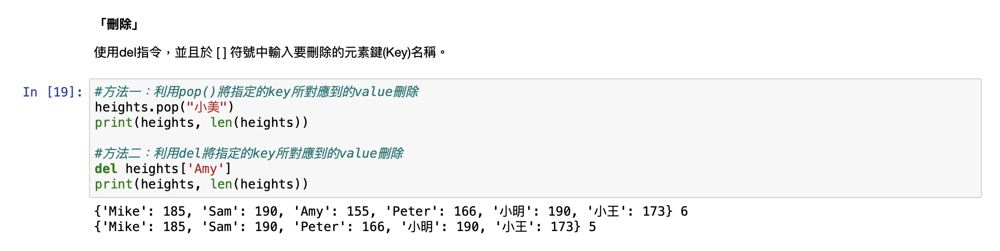 「刪除」
使用del指令，並且於 [ ] 符號中輸入要刪除的元素鍵(Key)名稱。
In [19]:
#方法一：利用pop()將指定的key所對應到的value刪除
heights.pop("小美")
print(heights, len(heights))
#方法二：利用del將指定的key所對應到的value刪除
del heights['Amy']
print(heights, len(heights))
{'Mike': 185, 'Sam': 190, 'Amy': 155, 'Peter': 166, '小明': 190, '小王': 173} 6
{'Mike': 185, 'Sam': 190, 'Peter': 166, '小明': 190, '小王': 173} 5